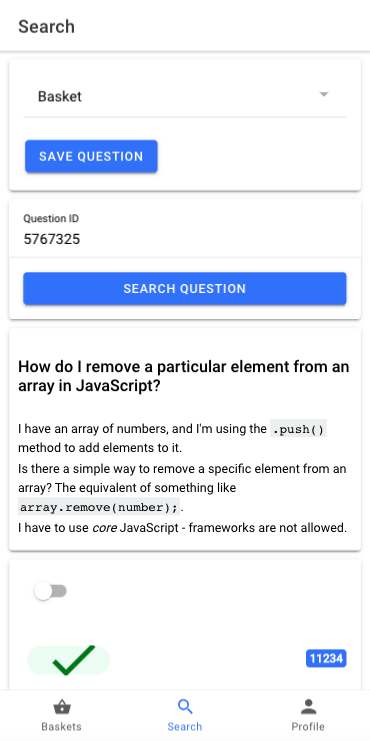 Search
Basket
SAVE QUESTION
Question ID
5767325
SEARCH QUESTION
How do I remove a particular element from an
array in JavaScript?
I have an array of numbers, and I'm using the .push()
method to add elements to it.
Is there a simple way to remove a specific element from an
array? The equivalent of something like
array.remove(number);.
I have to use core JavaScript - frameworks are not allowed.
11234
Baskets
Search
Profile